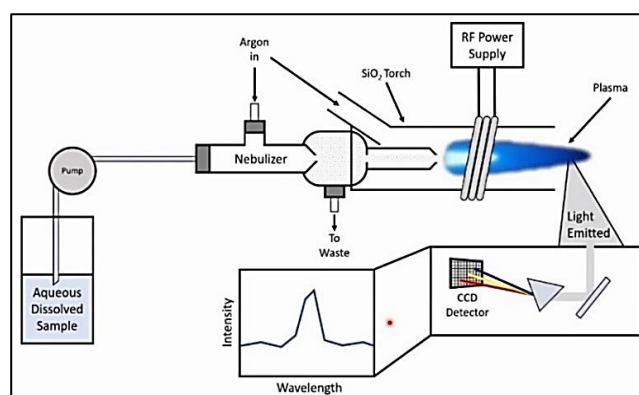 RF Power
Supply
Argon
in
SiO2 Torch
Plasma
Nebulizer
Pump
To
Waste
Light
Emitted
Aqueous
Dissolved
Sample
CCD
Detector
Intensity
Wavelength